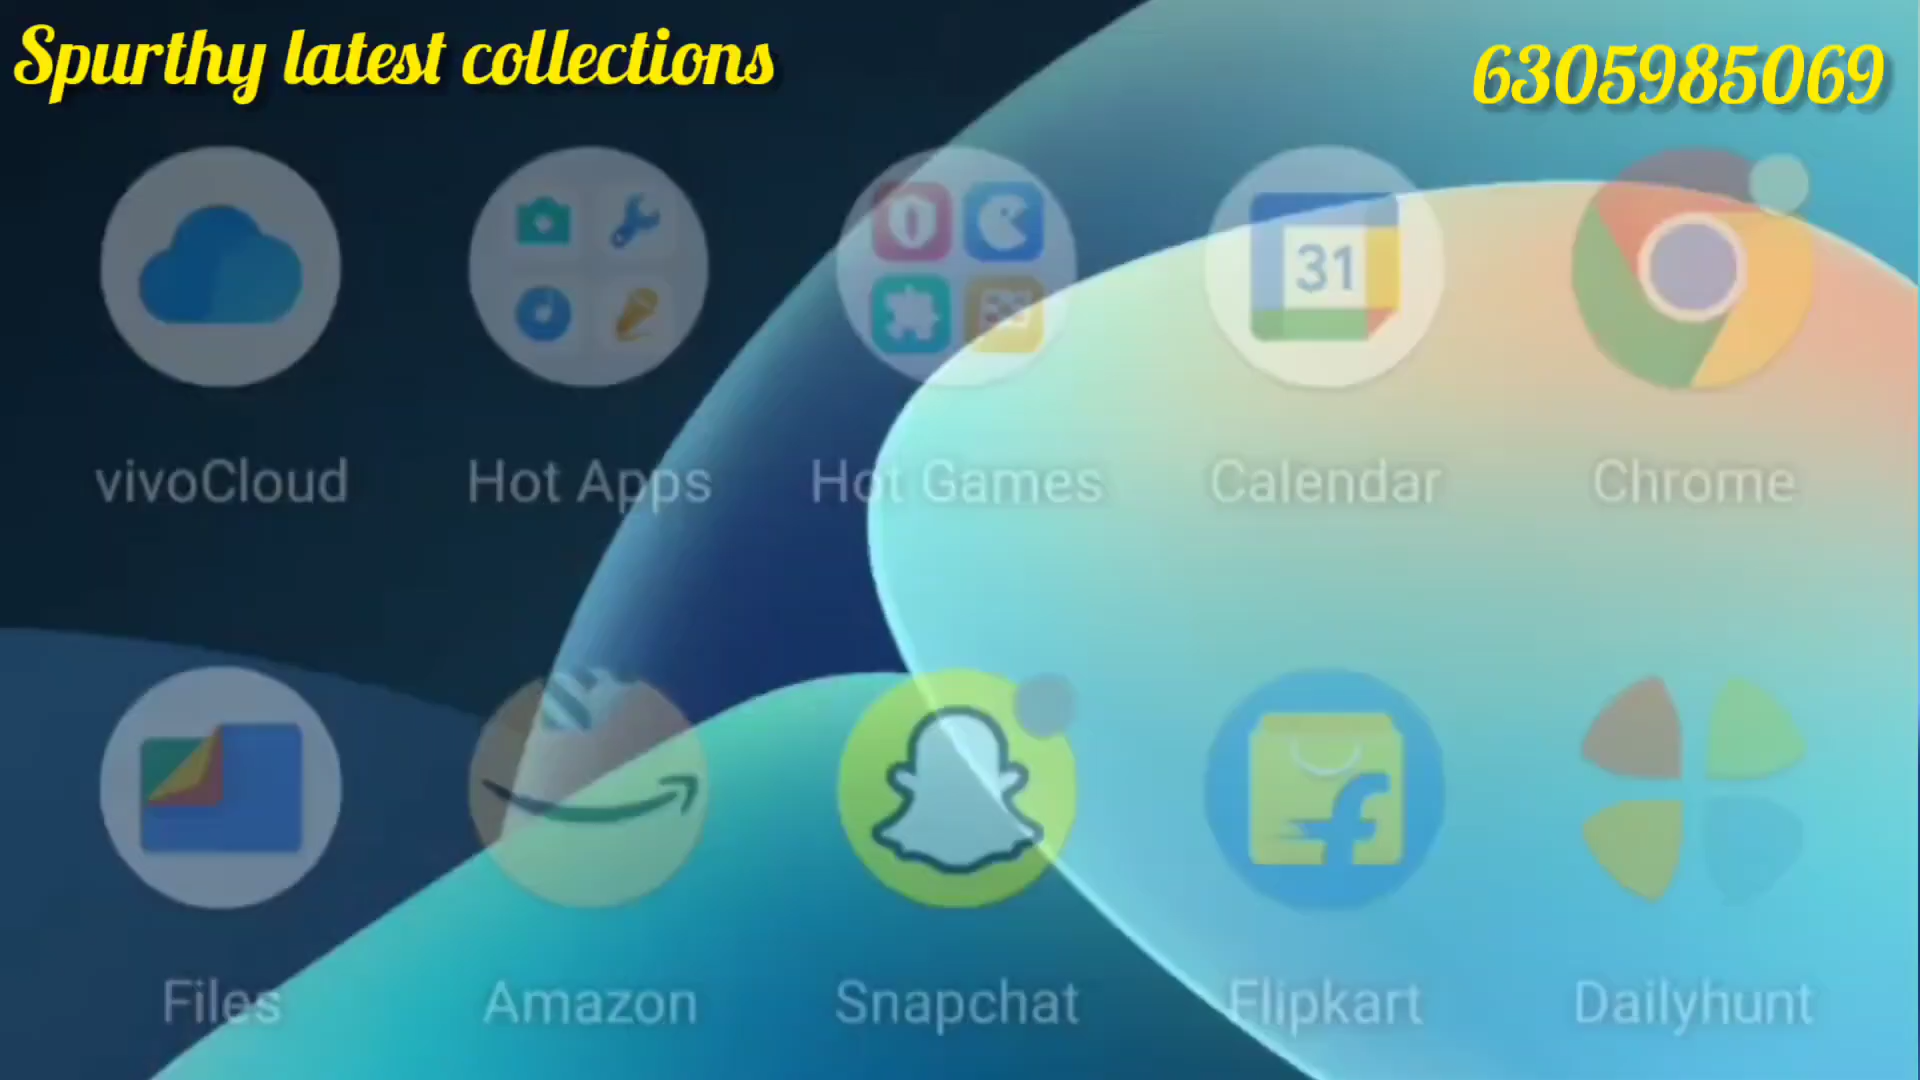 Spurthy latest collections
6305985069
31
vivoCloud
Hot Apps
Hot Games
Calendar
Chrome
Files
Amazon
Snapchat
Flipkart
Dailyhunt